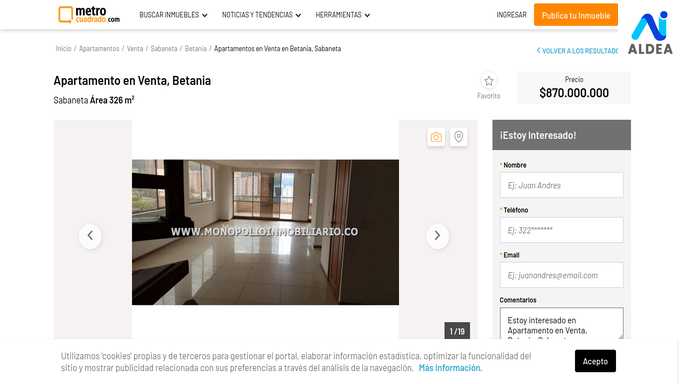 metro
cuadrado.com
BUSCAR INMUEBLES
NOTICIAS Y TENDENCIAS
HERRAMIENTAS
INGRESAR
Publica tu Inmueble
ALDEA
Inicio / Apartamentos / Venta / Sabaneta / Betania / Apartamentos en Venta en Betania, Sabaneta
VOLVER A LOS RESULTAD
Apartamento en Venta, Betania
Sabaneta Área 326 m²
Favorito
Precio
$870.000.000
WWW.MONOPOLIOINMOBILIARIO.CO
1 / 19
¡Estoy Interesado!
* Nombre
Ej: Juan Andres
* Teléfono
Ej: 322*******
* Email
Ej: juanandres@email.com
Comentarios
Estoy interesado en
Apartamento en Venta,
Utilizamos 'cookies' propias y de terceros para gestionar el portal, elaborar información estadística, optimizar la funcionalidad del
sitio y mostrar publicidad relacionada con sus preferencias a través del análisis de la navegación. Más información.
Acepto